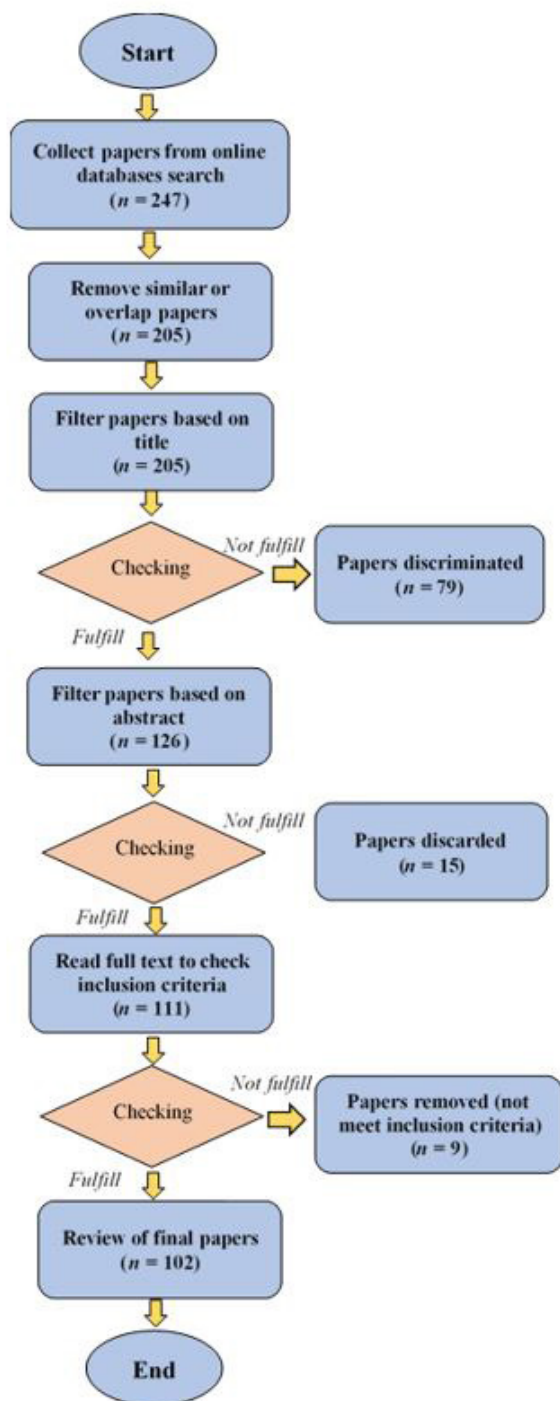 Start
Collect papers from online
databases search
(n = 247)
Remove similar or
overlap papers
(n = 205)
Filter papers based on
title
(n = 205)
Checking
Not fulfill
Papers discriminated
(n = 79)
Fulfill
Filter papers based on
abstract
(n = 126)
Checking
Not fulfill
Papers discarded
(n = 15)
Fulfill
Read full text to check
inclusion criteria
(n = 111)
Checking
Not fulfill
Papers removed (not
meet inclusion criteria)
(n = 9)
Fulfill
Review of final papers
(n = 102)
End